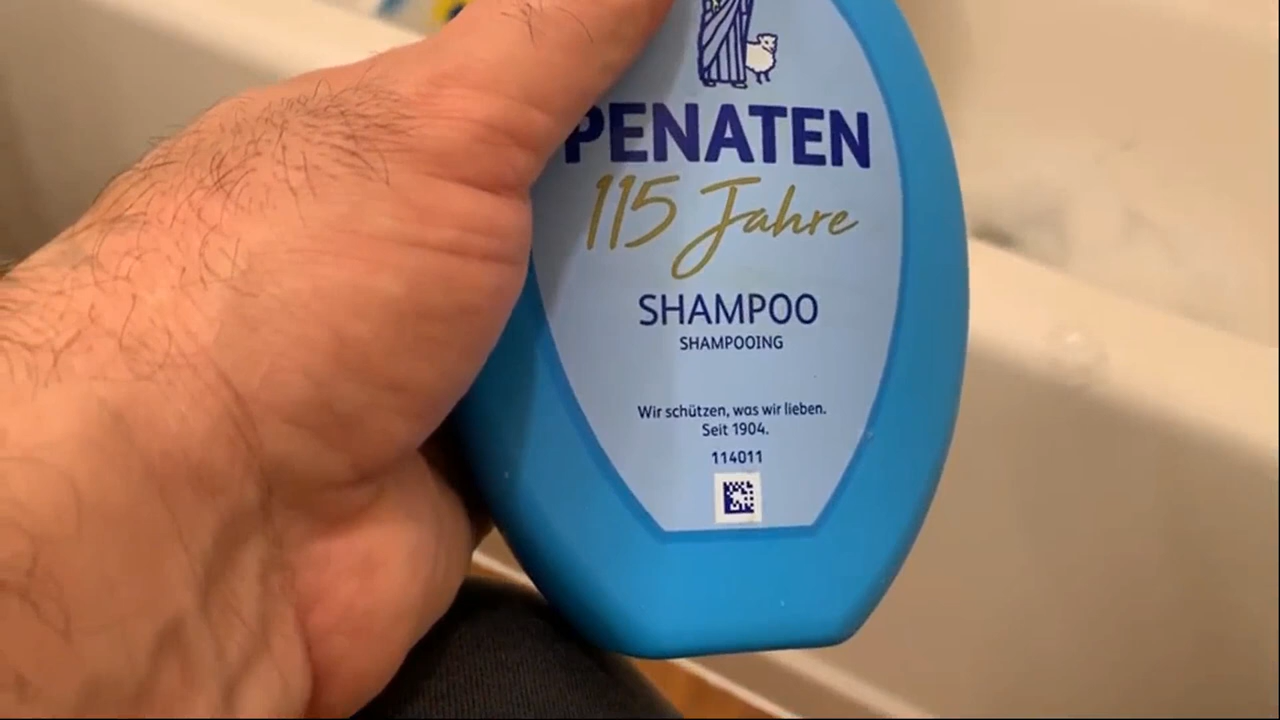 PENATEN
115 Jahre
SHAMPOO
SHAMPOOING
Wir schützen, was wir lieben.
Seit 1904.
114011